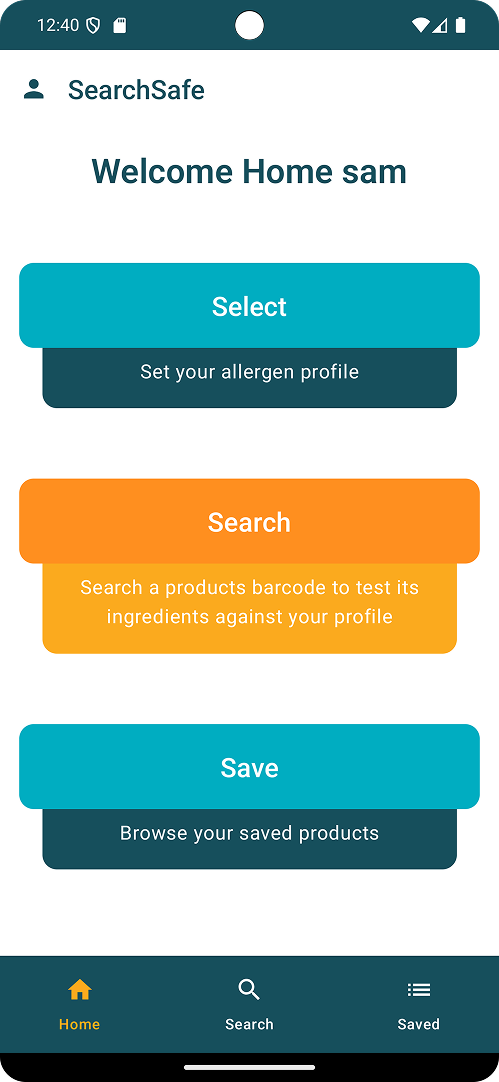 12:40
SearchSafe
Welcome Home sam
Select
Set your allergen profile
Search
Search a products barcode to test its
ingredients against your profile
Save
Browse your saved products
Home
Search
Saved